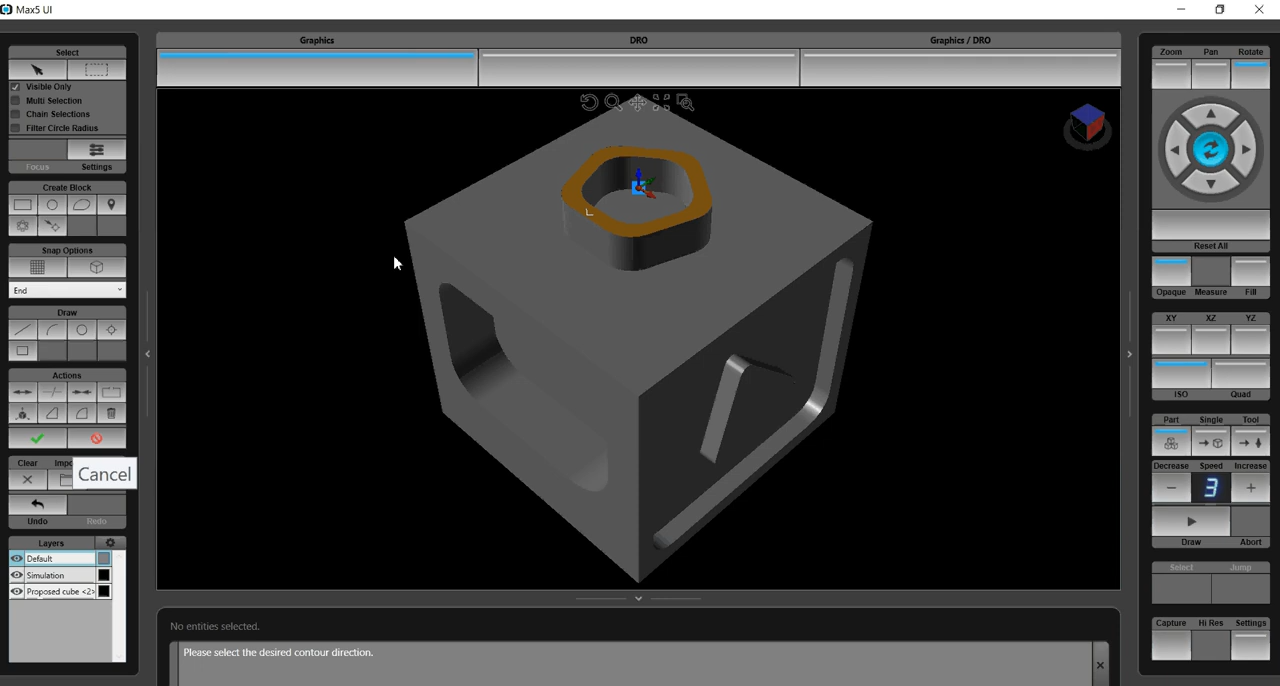 Max5 UI
Select
Visible Only
Multi Selection
Chain Selections
Filter Circle Radius
Focus Settings
Create Block
Snap Options
End
Draw
Actions
Clear
Cancel
Undo Redo
Layers
Default
Simulation
Proposed cube <2>
Graphics DRO Graphics / DRO
No entities selected.
Please select the desired contour direction.
Zoom Pan Rotate
Reset All
Opaque Measure Fill
XY XZ YZ
ISO Quad
Part Single Tool
Decrease Speed Increase
3
Draw Abort
Select Jump
Capture Hi Res Settings